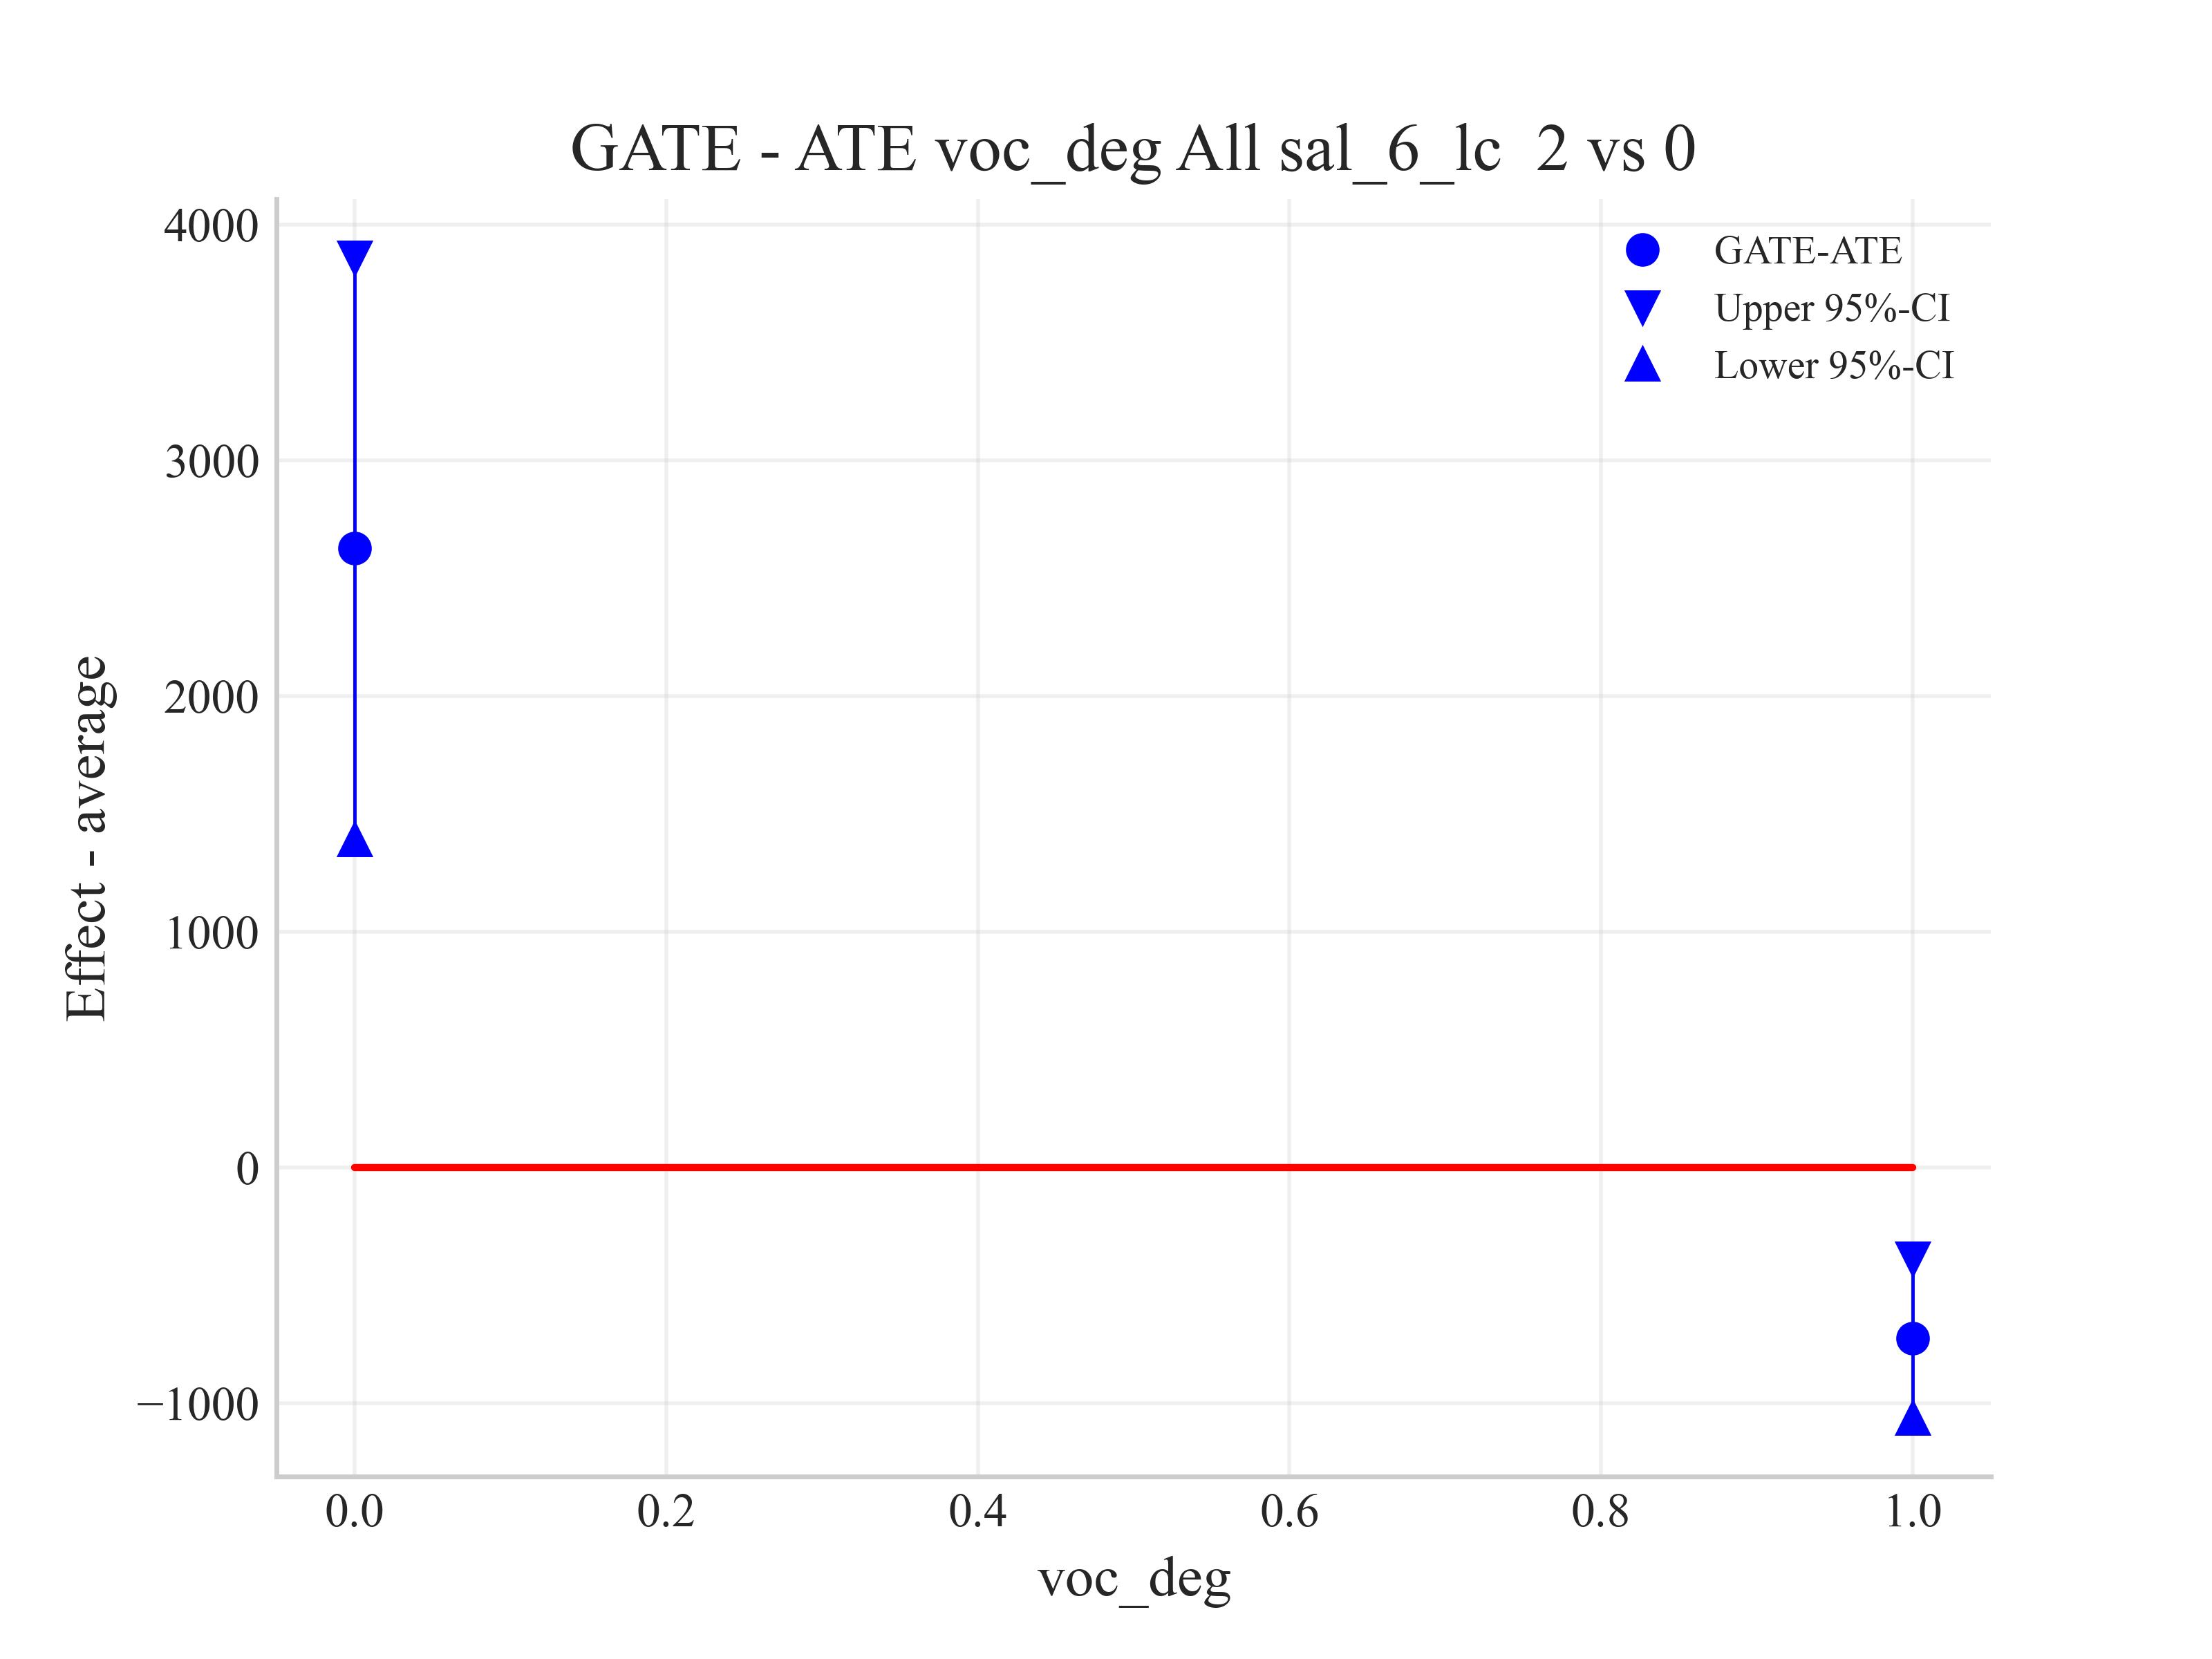 GATE - ATE voc_deg All sal_6_lc  2 vs 0
GATE-ATE
Upper 95%-CI
Lower 95%-CI
Effect - average
4000
3000
2000
1000
0
−1000
0.0 0.2 0.4 0.6 0.8 1.0
voc_deg